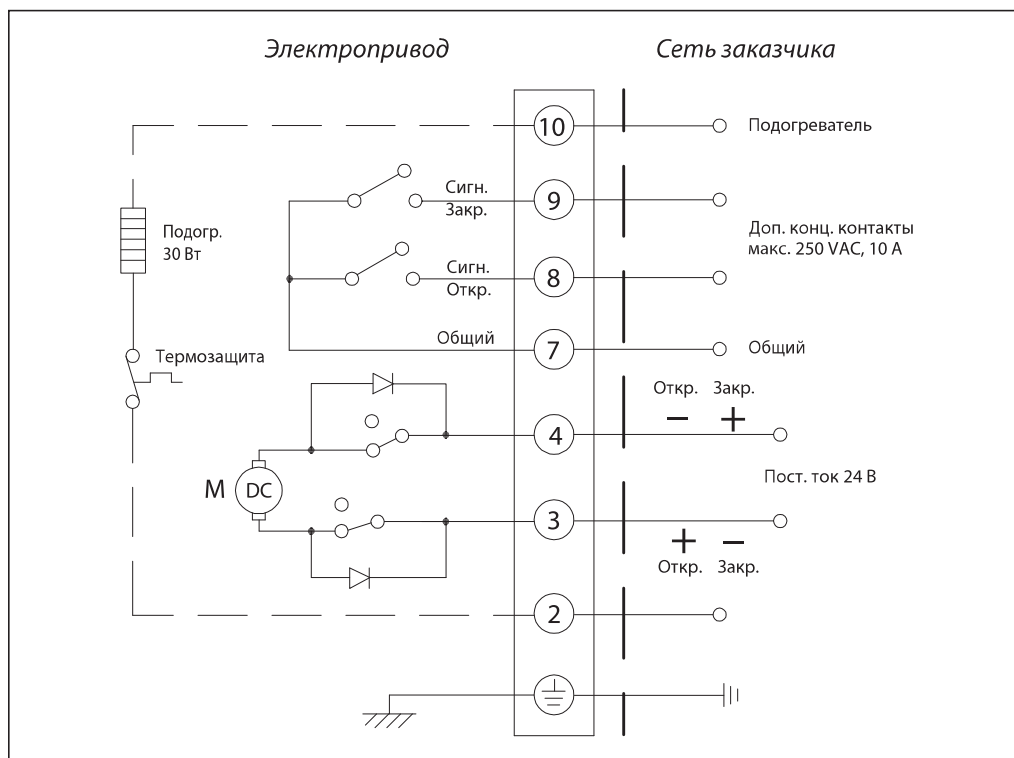 Электропривод
Сеть заказчика
10
Подогреватель
Сигн.
Закр.
9
Подогр.
30 Вт
Доп. конц. контакты
макс. 250 VAC, 10 А
Сигн.
Откр.
8
Общий
7
Общий
Термозащита
Откр. Закр.
− +
4
M
DC
Пост. ток 24 В
3
+ −
Откр. Закр.
2